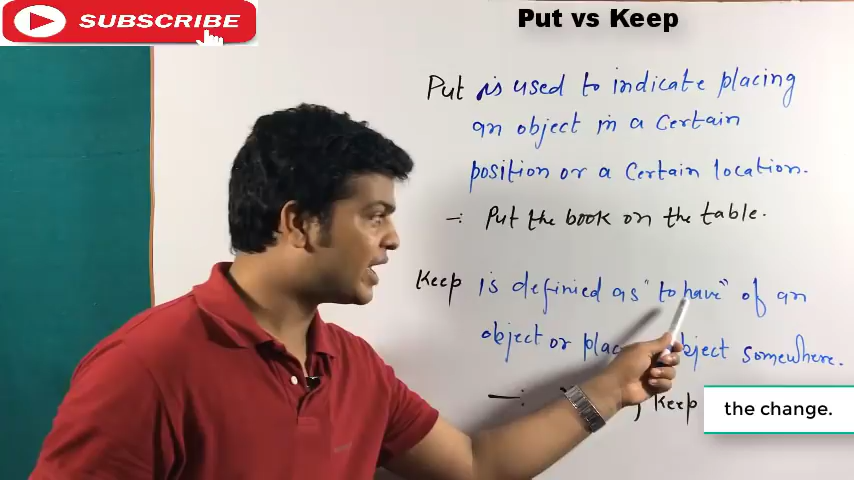 SUBSCRIBE
Put vs Keep
Put is used to indicate placing
an object in a certain
position or a certain location.
-: Put the book on the table.
Keep is definied as "to have" of an
object or somewhere.
Keep
the change.